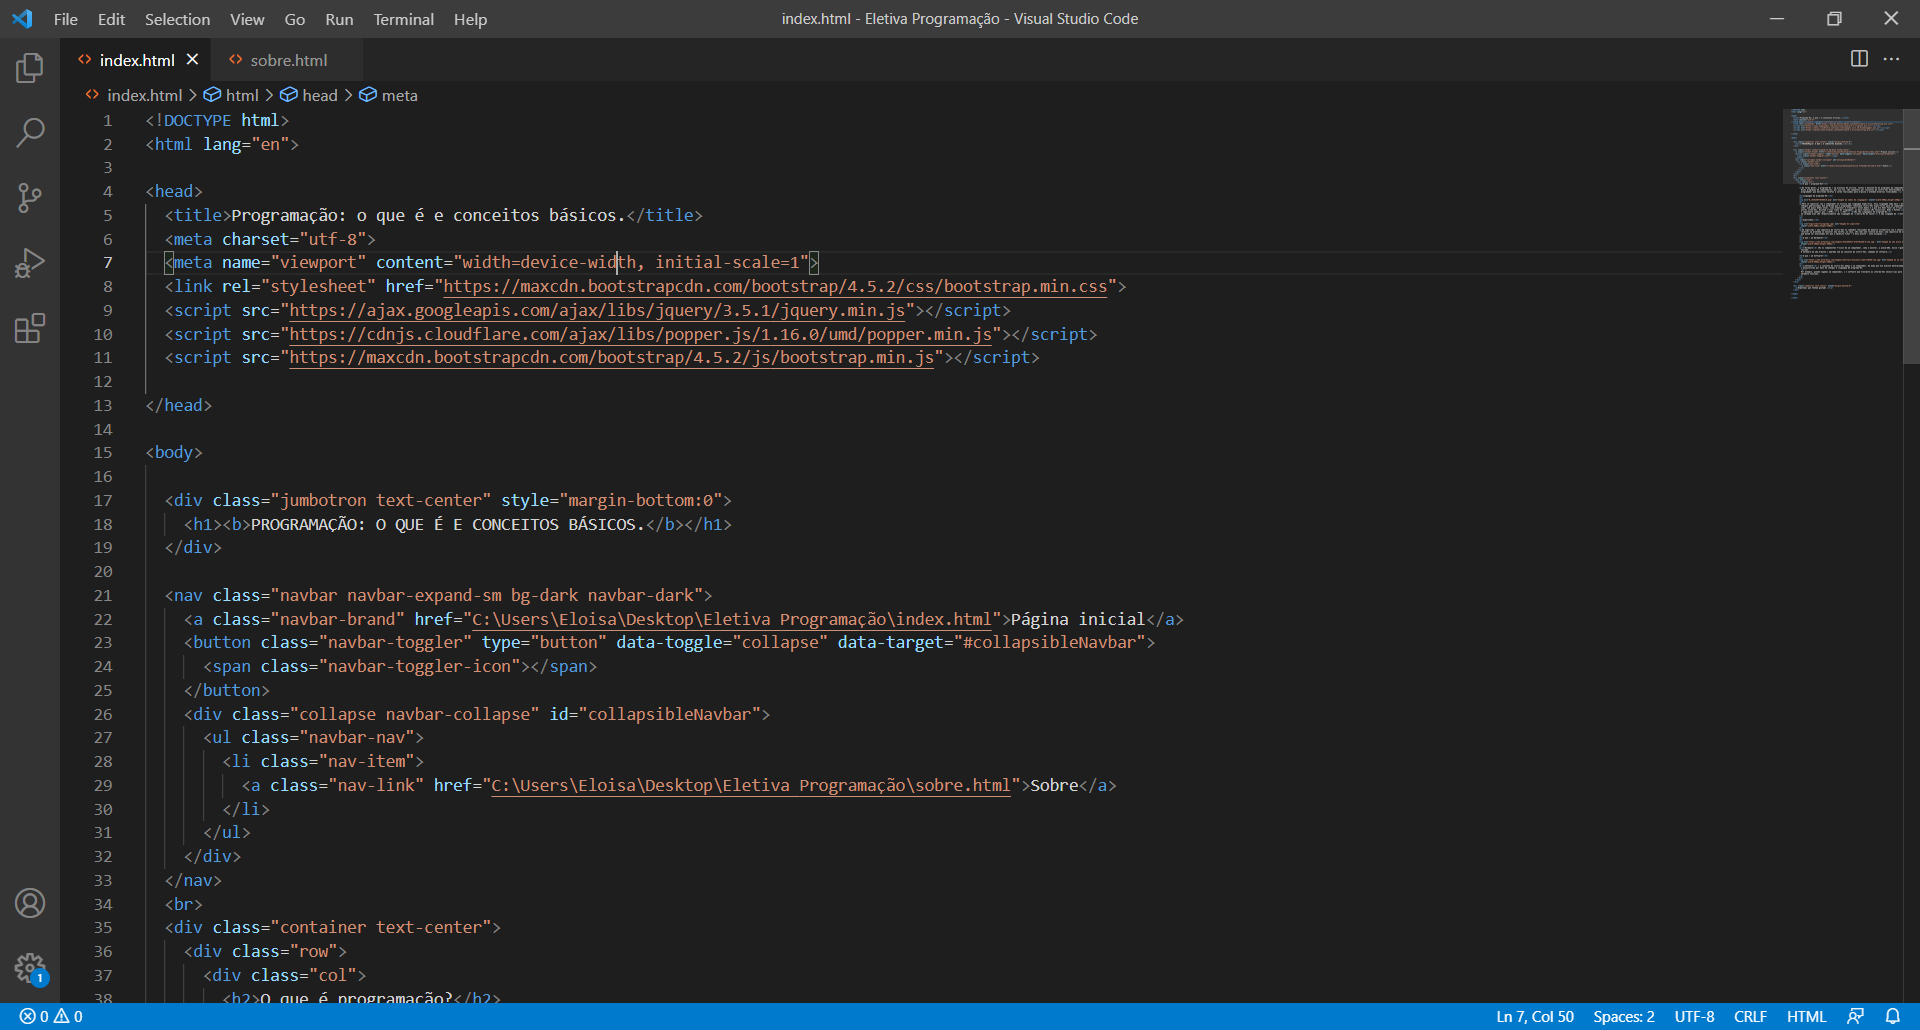 File Edit Selection View Go Run Terminal Help
index.html - Eletiva Programação - Visual Studio Code
index.html
sobre.html
index.html > html > head > meta
1 <!DOCTYPE html>
2 <html lang="en">
3
4 <head>
5 <title>Programação: o que é e conceitos básicos.</title>
6 <meta charset="utf-8">
7 <meta name="viewport" content="width=device-width, initial-scale=1">
8 <link rel="stylesheet" href="https://maxcdn.bootstrapcdn.com/bootstrap/4.5.2/css/bootstrap.min.css">
9 <script src="https://ajax.googleapis.com/ajax/libs/jquery/3.5.1/jquery.min.js"></script>
10 <script src="https://cdnjs.cloudflare.com/ajax/libs/popper.js/1.16.0/umd/popper.min.js"></script>
11 <script src="https://maxcdn.bootstrapcdn.com/bootstrap/4.5.2/js/bootstrap.min.js"></script>
12
13 </head>
14
15 <body>
16
17 <div class="jumbotron text-center" style="margin-bottom:0">
18 <h1><b>PROGRAMAÇÃO: O QUE É E CONCEITOS BÁSICOS.</b></h1>
19 </div>
20
21 <nav class="navbar navbar-expand-sm bg-dark navbar-dark">
22 <a class="navbar-brand" href="C:\Users\Eloisa\Desktop\Eletiva Programação\index.html">Página inicial</a>
23 <button class="navbar-toggler" type="button" data-toggle="collapse" data-target="#collapsibleNavbar">
24 <span class="navbar-toggler-icon"></span>
25 </button>
26 <div class="collapse navbar-collapse" id="collapsibleNavbar">
27 <ul class="navbar-nav">
28 <li class="nav-item">
29 <a class="nav-link" href="C:\Users\Eloisa\Desktop\Eletiva Programação\sobre.html">Sobre</a>
30 </li>
31 </ul>
32 </div>
33 </nav>
34 <br>
35 <div class="container text-center">
36 <div class="row">
37 <div class="col">
38 <h2>O que é programação?</h2>
1
0 0
Ln 7, Col 50 Spaces: 2 UTF-8 CRLF HTML